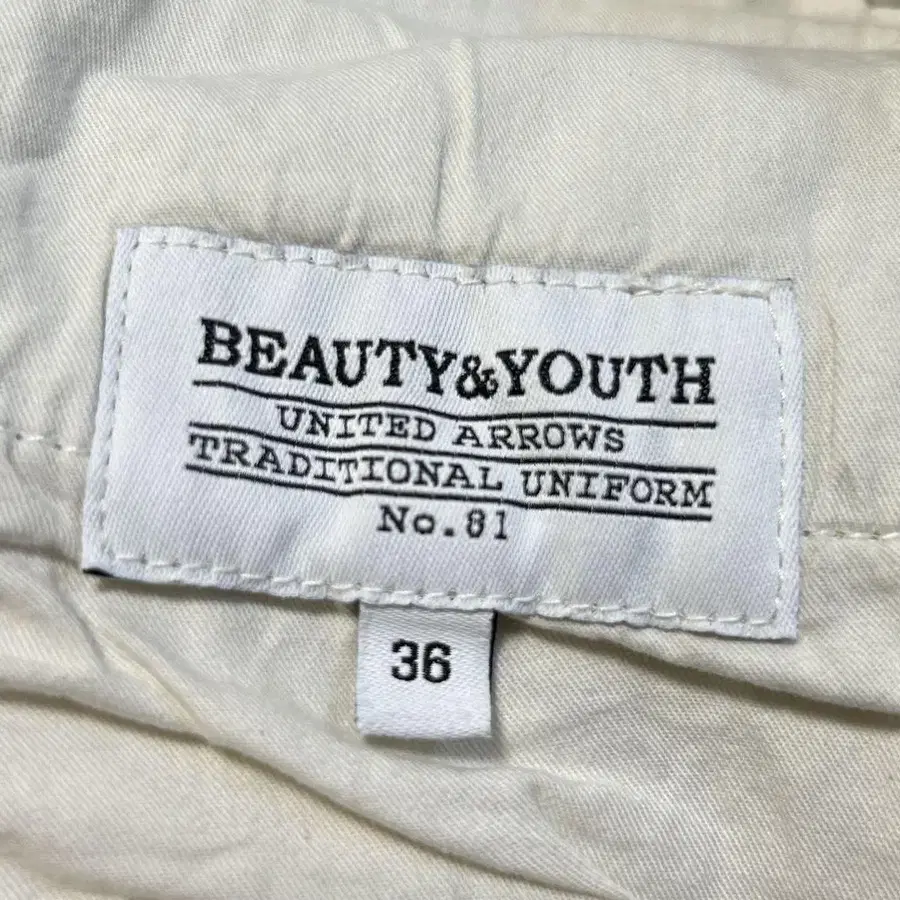 BEAUTY&YOUTH
UNITED ARROWS
TRADITIONAL UNIFORM
No.81
36